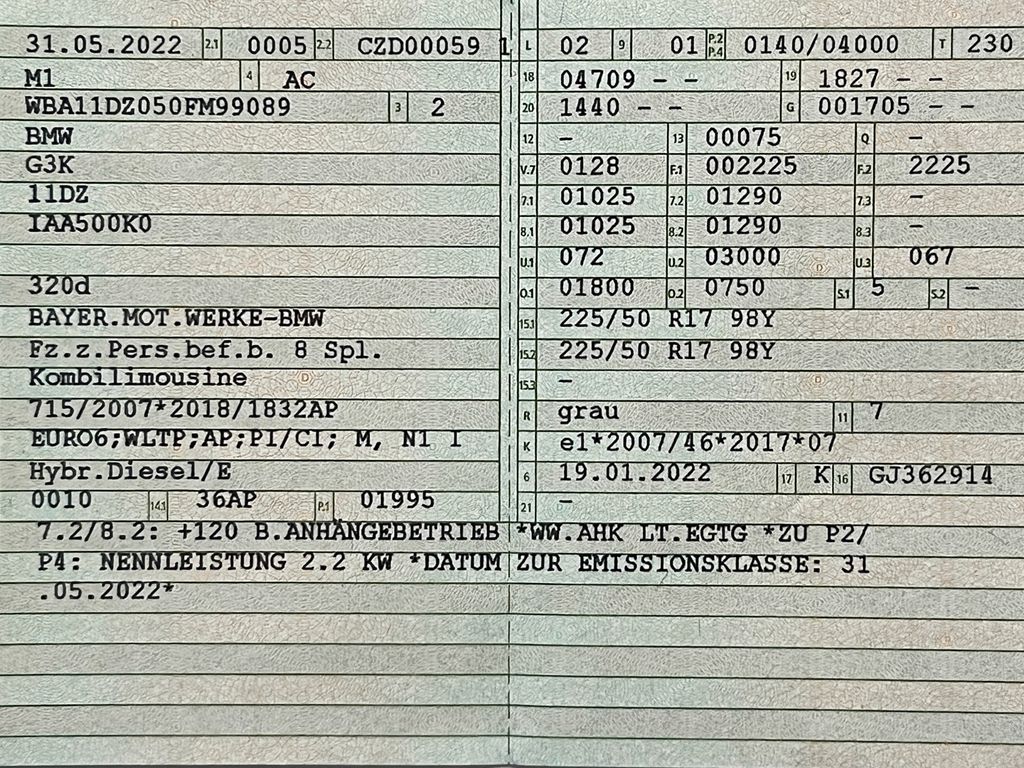 31.05.2022 2.1 0005 2.2 CZD00059 1 L 02 9 01 P.2 P.4 0140/04000 T 230
M1 4 AC 18 04709 – – 19 1827 – –
WBA11DZ050FM99089 3 2 20 1440 – – G 001705 – –
BMW 12 – 13 00075 Q –
G3K V.7 0128 F.1 002225 F.2 2225
11DZ 7.1 01025 7.2 01290 7.3 –
IAA500K0 8.1 01025 8.2 01290 8.3 –
U.1 072 U.2 03000 U.3 067
320d O.1 01800 O.2 0750 S.1 5 S.2 –
BAYER.MOT.WERKE-BMW 15.1 225/50 R17 98Y
Fz.z.Pers.bef.b. 8 Spl. 15.2 225/50 R17 98Y
Kombilimousine 15.3 –
715/2007*2018/1832AP R grau 11 7
EURO6;WLTP;AP;PI/CI; M, N1 I K e1*2007/46*2017*07
Hybr.Diesel/E 6 19.01.2022 17 K 16 GJ362914
0010 14.1 36AP P.1 01995 21 –
7.2/8.2: +120 B.ANHÄNGEBETRIEB *WW.AHK LT.EGTG *ZU P2/
P4: NENNLEISTUNG 2.2 KW *DATUM ZUR EMISSIONSKLASSE: 31
.05.2022*